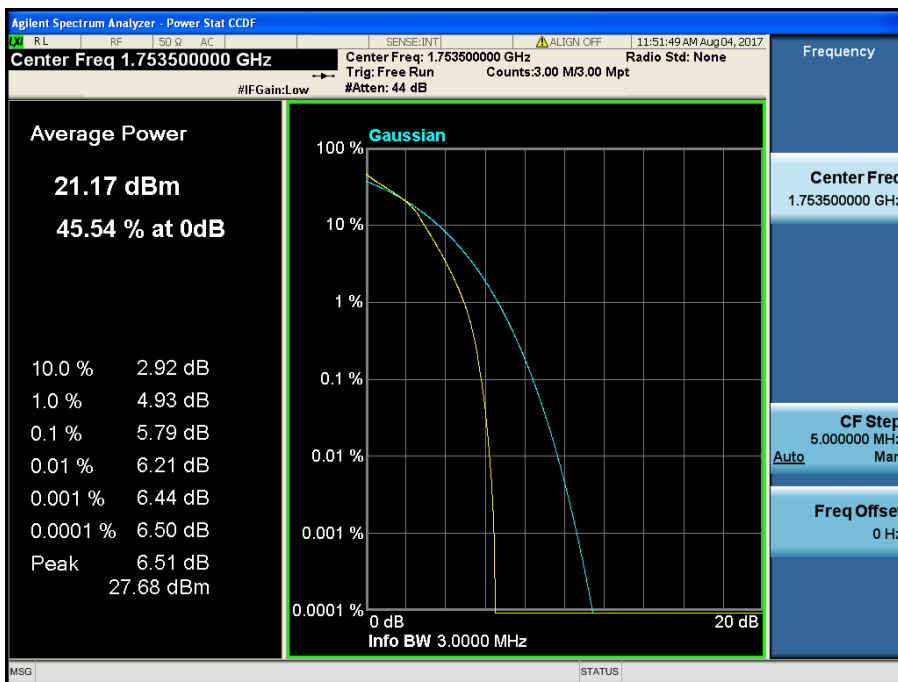 Agilent Spectrum Analyzer - Power Stat CCDF
LXI RL RF 50 Ω AC SENSE:INT ALIGN OFF 11:51:49 AM Aug 04, 2017
Center Freq 1.753500000 GHz
Center Freq: 1.753500000 GHz Radio Std: None
Trig: Free Run Counts:3.00 M/3.00 Mpt
#IFGain:Low #Atten: 44 dB
Frequency
Average Power
21.17 dBm
45.54 % at 0dB
10.0 % 2.92 dB
1.0 % 4.93 dB
0.1 % 5.79 dB
0.01 % 6.21 dB
0.001 % 6.44 dB
0.0001 % 6.50 dB
Peak 6.51 dB
27.68 dBm
Gaussian
100 %
10 %
1 %
0.1 %
0.01 %
0.001 %
0.0001 %
0 dB 20 dB
Info BW 3.0000 MHz
Center Freq
1.753500000 GHz
CF Step
5.000000 MHz
Auto Man
Freq Offset
0 Hz
MSG STATUS